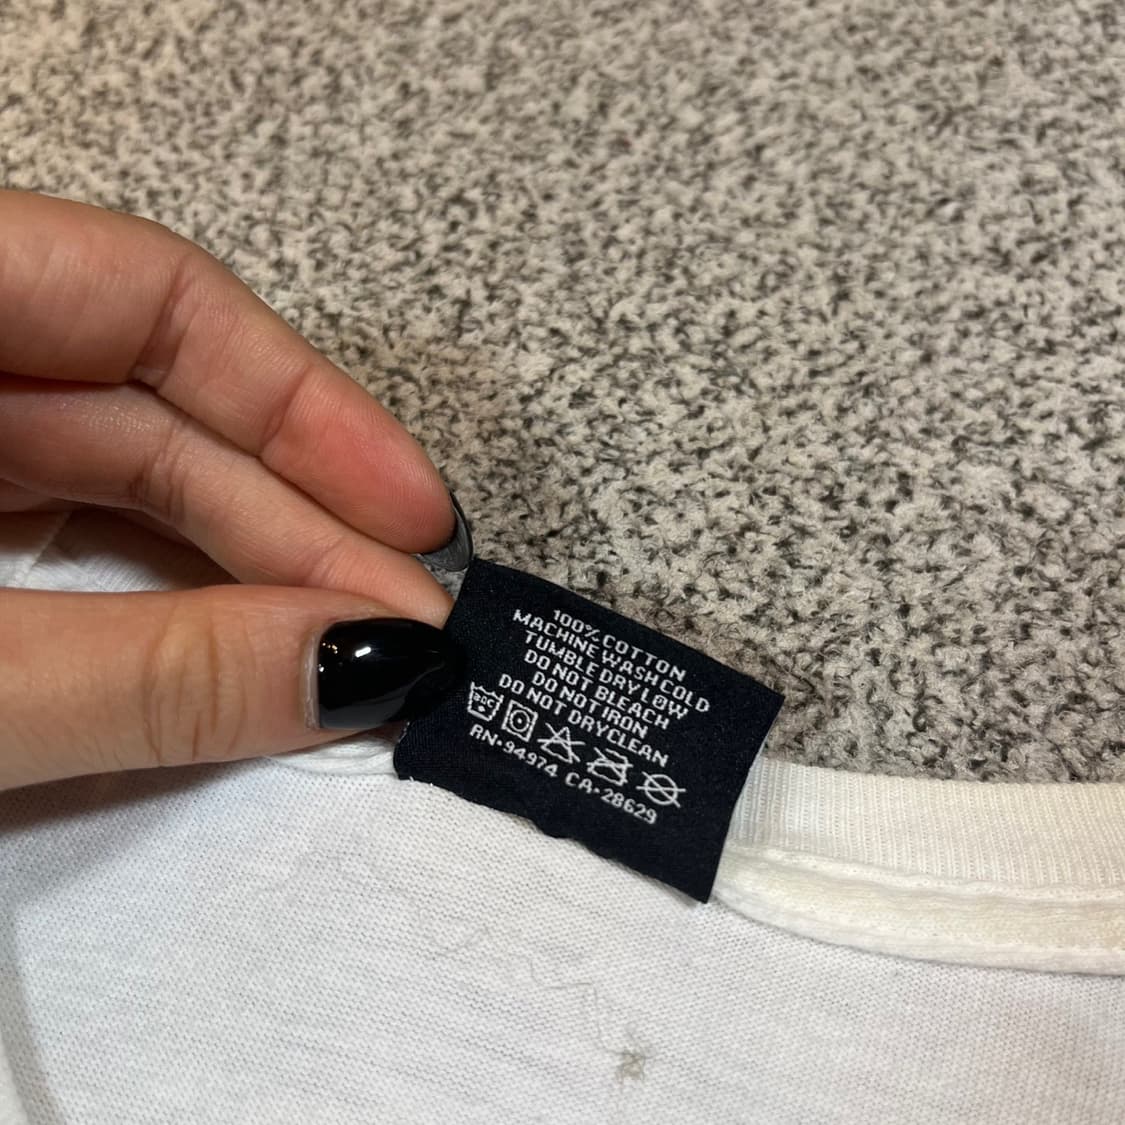 100% COTTON
MACHINE WASH COLD
TUMBLE DRY LOW
DO NOT BLEACH
DO NOT IRON
DO NOT DRYCLEAN
30C
RN•94974 CA•28629